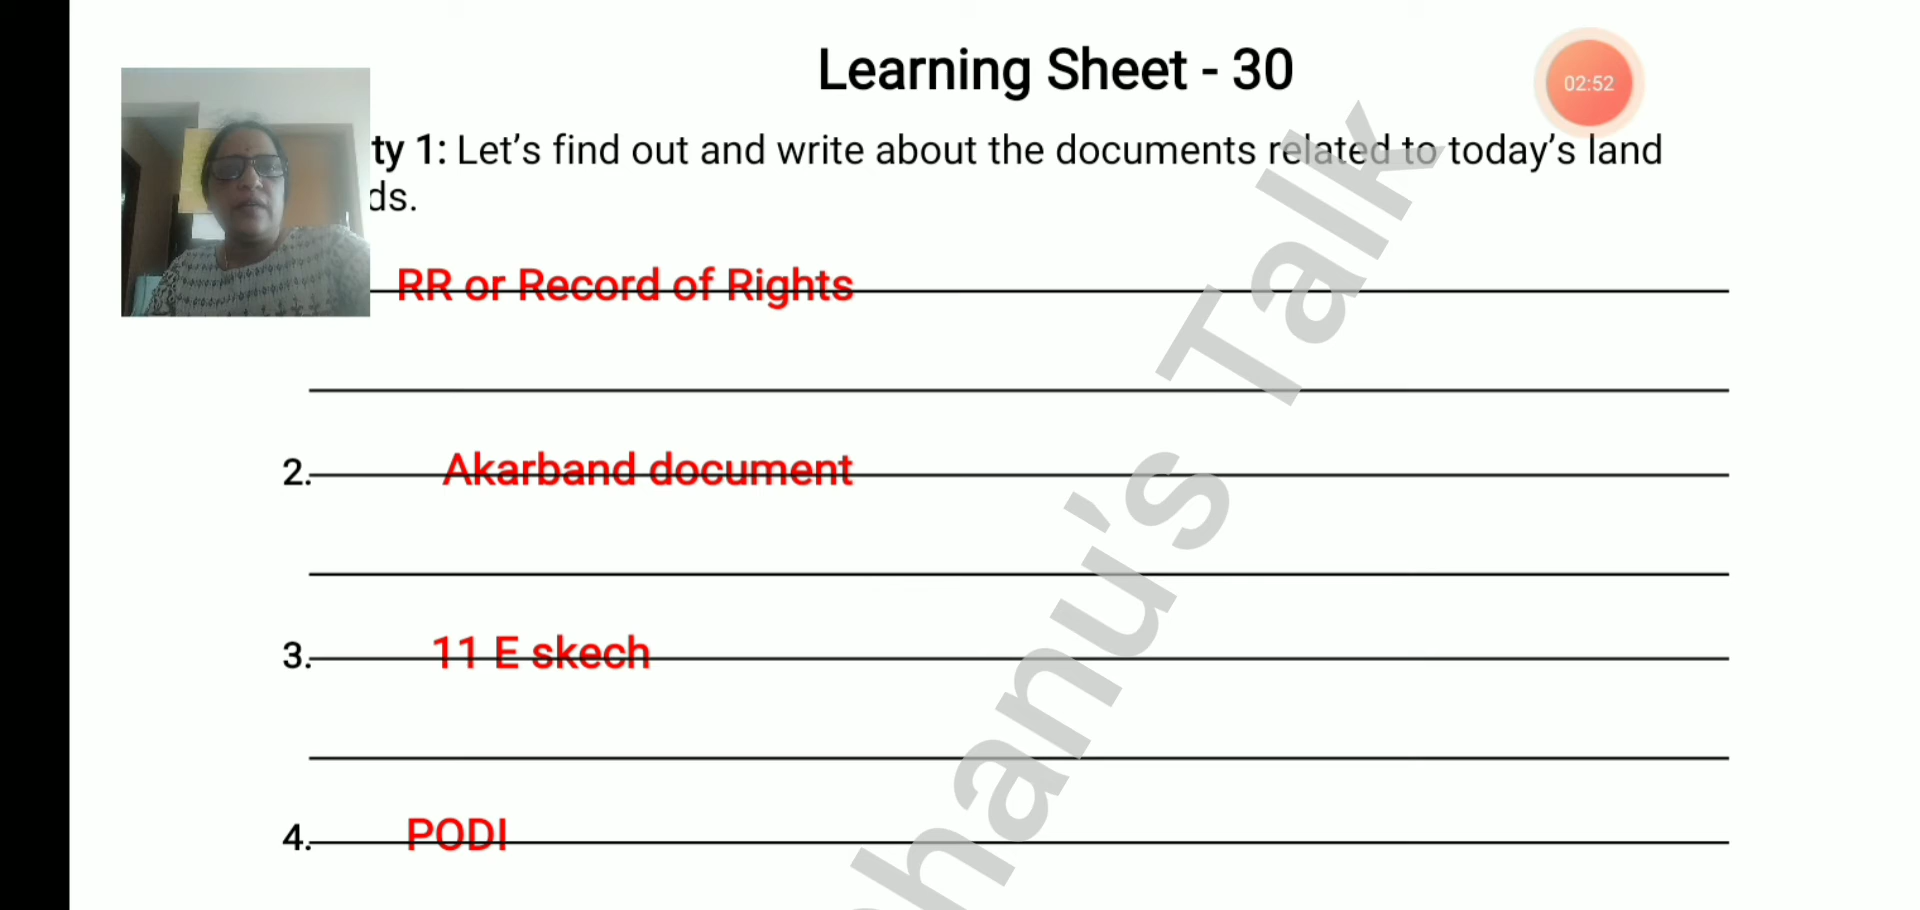 Learning Sheet - 30
02:52
ty 1: Let's find out and write about the documents related to today's land
ds.
RR or Record of Rights
2. Akarband document
3. 11 E skech
4. PODI
hanu's Talk